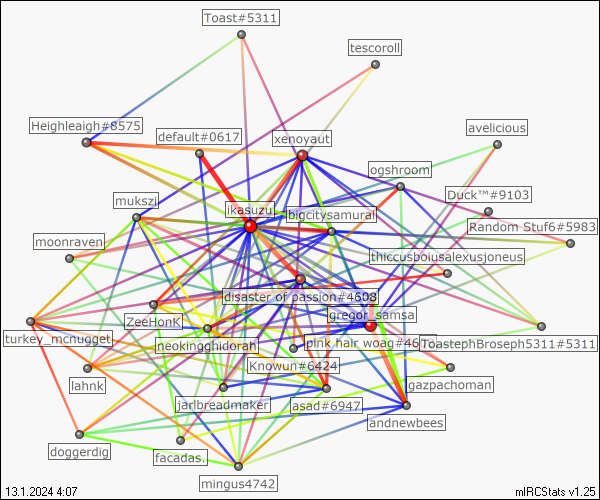 Toast#5311
tescoroll
Heighleaigh#8575
default#0617
xenoyaut
avelicious
ogshroom
Duck™#9103
mukszi
ikasuzu
bigcitysamurai
Random Stuf6#5983
moonraven
thiccusboiusalexusjoneus
disaster of passion#4608
ZeeHonk
gregor_samsa
turkey_mcnugget
neokingghidorah
pink hair woag#46
ToastephBroseph5311#5311
Knowun#6424
lahnk
gazpachoman
jarlbreadmaker
asad#6947
andnewbees
doggerdig
facadas.
mingus4742
13.1.2024 4:07
mIRCStats v1.25